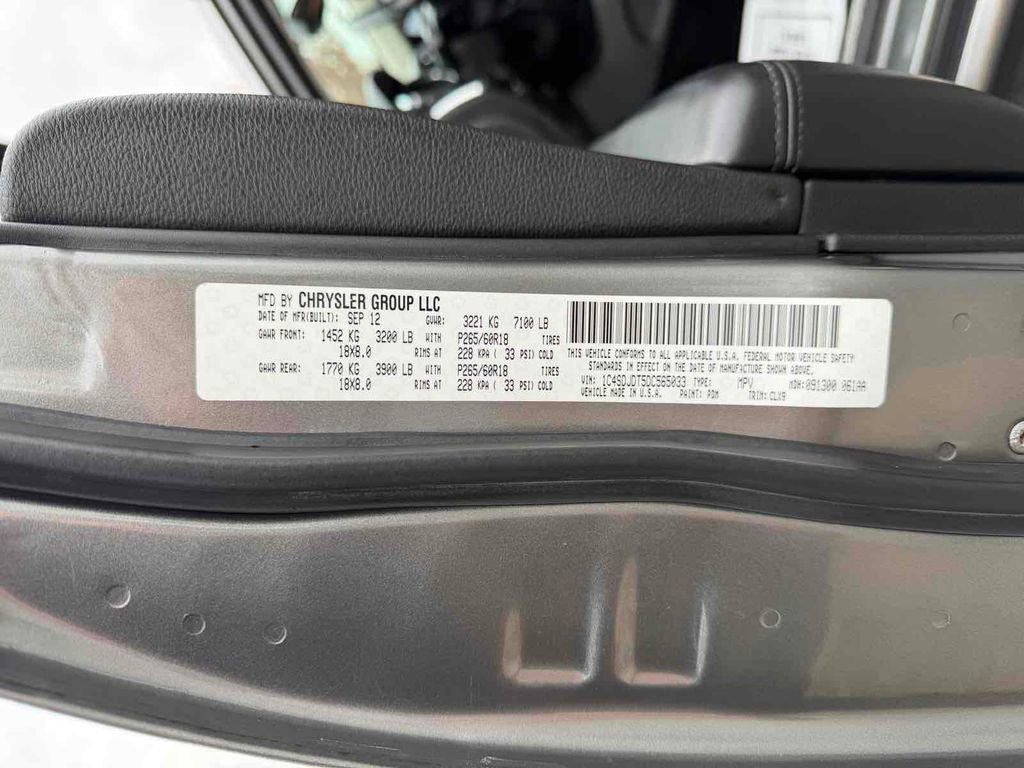 MFD BY CHRYSLER GROUP LLC
DATE OF MFR(BUILT): SEP 12 GVWR: 3221 KG 7100 LB
GAWR FRONT: 1452 KG 3200 LB WITH P265/60R18 TIRES
18X8.0 RIMS AT 228 KPA ( 33 PSI) COLD
GAWR REAR: 1770 KG 3900 LB WITH P265/60R18 TIRES
18X8.0 RIMS AT 228 KPA ( 33 PSI) COLD
THIS VEHICLE CONFORMS TO ALL APPLICABLE U.S.A. FEDERAL MOTOR VEHICLE SAFETY
STANDARDS IN EFFECT ON THE DATE OF MANUFACTURE SHOWN ABOVE.
VIN: 1C4SDJDT5DC565033 TYPE: MPV MDH: 091300 061AA
VEHICLE MADE IN U.S.A. PAINT: PDM TRIM: CLX9